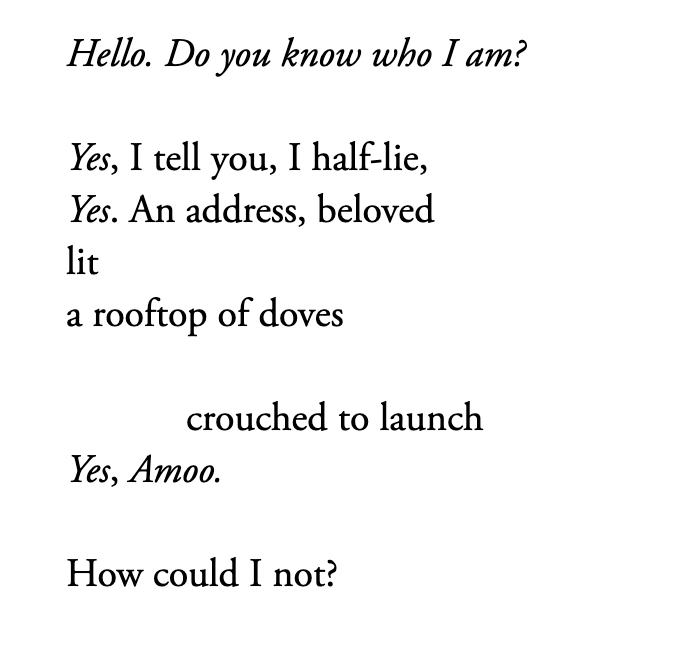 Hello. Do you know who I am?
Yes, I tell you, I half-lie,
Yes. An address, beloved
lit
a rooftop of doves
crouched to launch
Yes, Amoo.
How could I not?